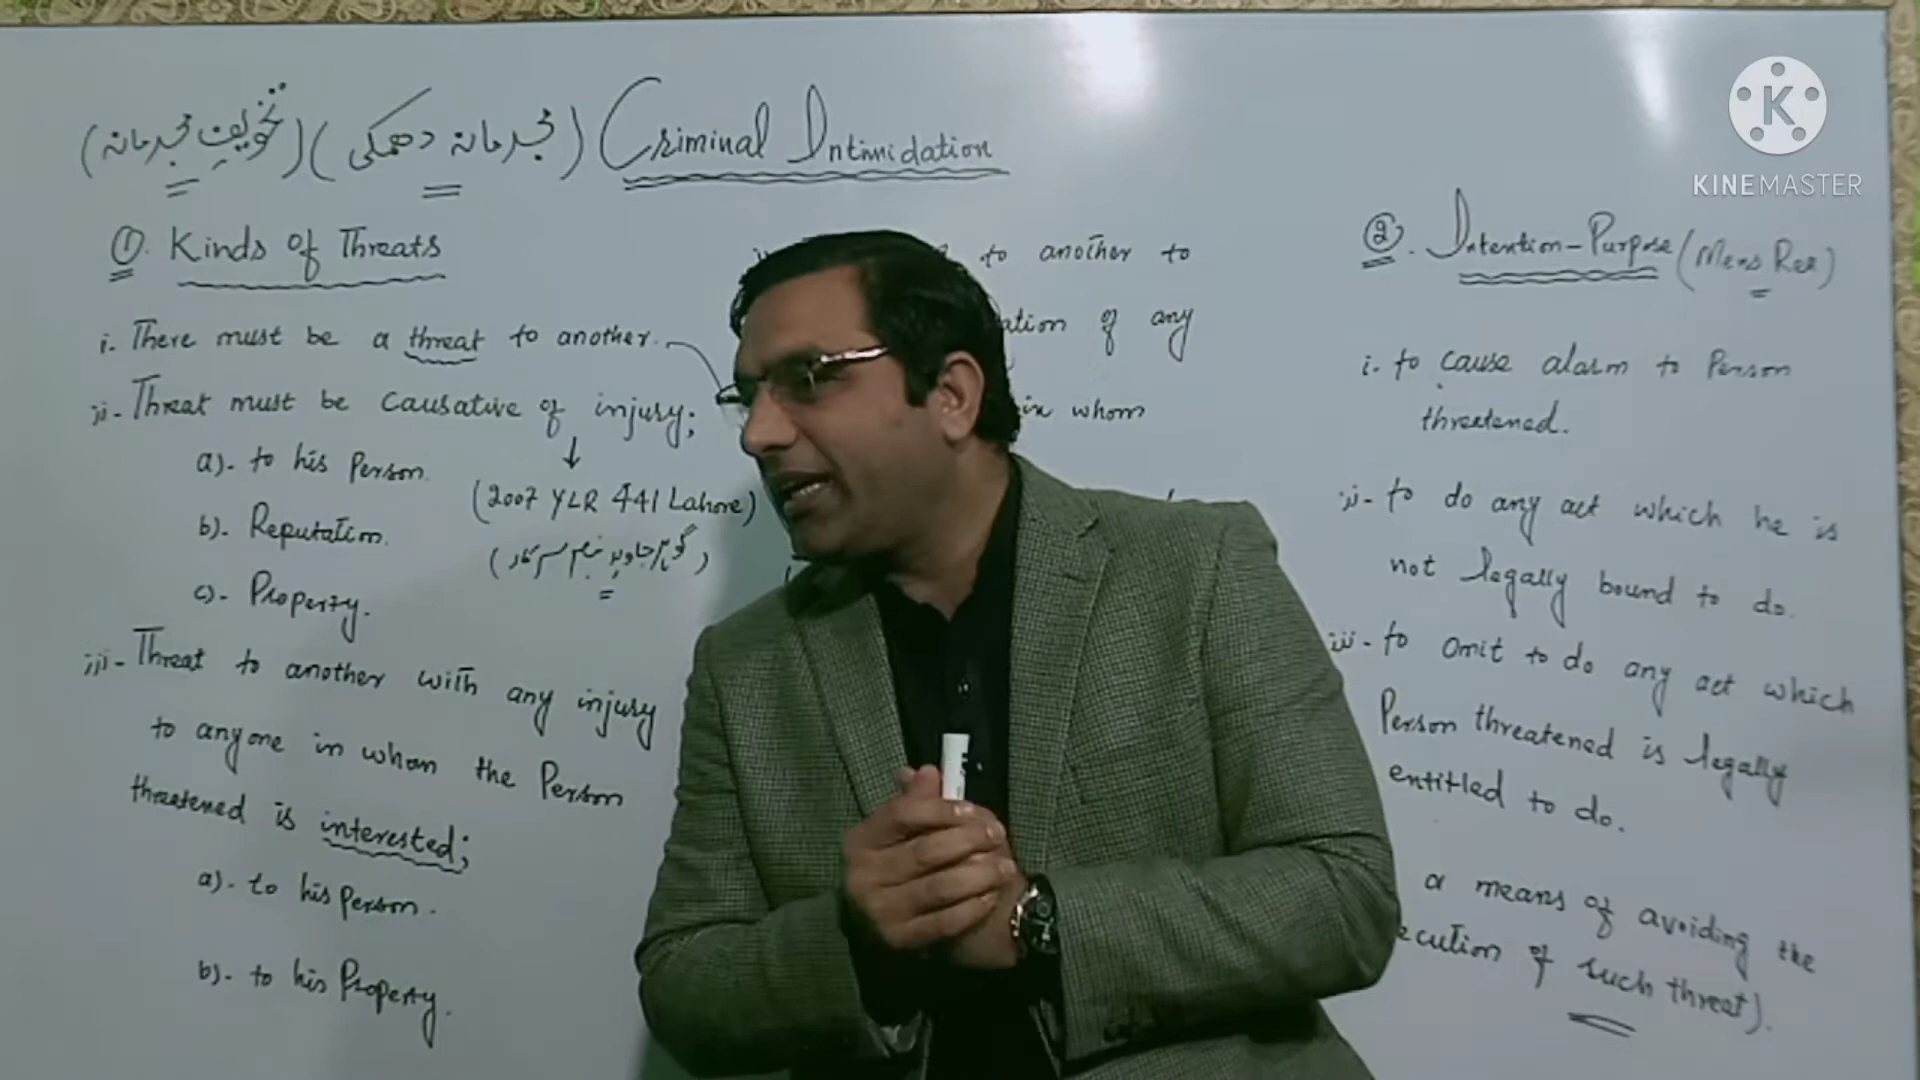 (تخویفِ مجرمانہ) (مجرمانہ دھمکی) Criminal Intimidation
KINEMASTER
①. Kinds of Threats
i. There must be a threat to another.
ii- Threat must be causative of injury;
a)- to his Person.
(2007 YLR 441 Lahore)
b)- Reputation.
c)- Property.
iii- Threat to another with any injury
to anyone in whom the Person
threatened is interested;
a)- to his Person.
b)- to his Property.
to another to
of any
in whom
②. Intention-Purpose (Mens Rea)
i. to cause alarm to Person
threatened.
ii- to do any act which he is
not legally bound to do.
iii- to omit to do any act which
Person threatened is legally
entitled to do.
a means of avoiding the
of such threat).